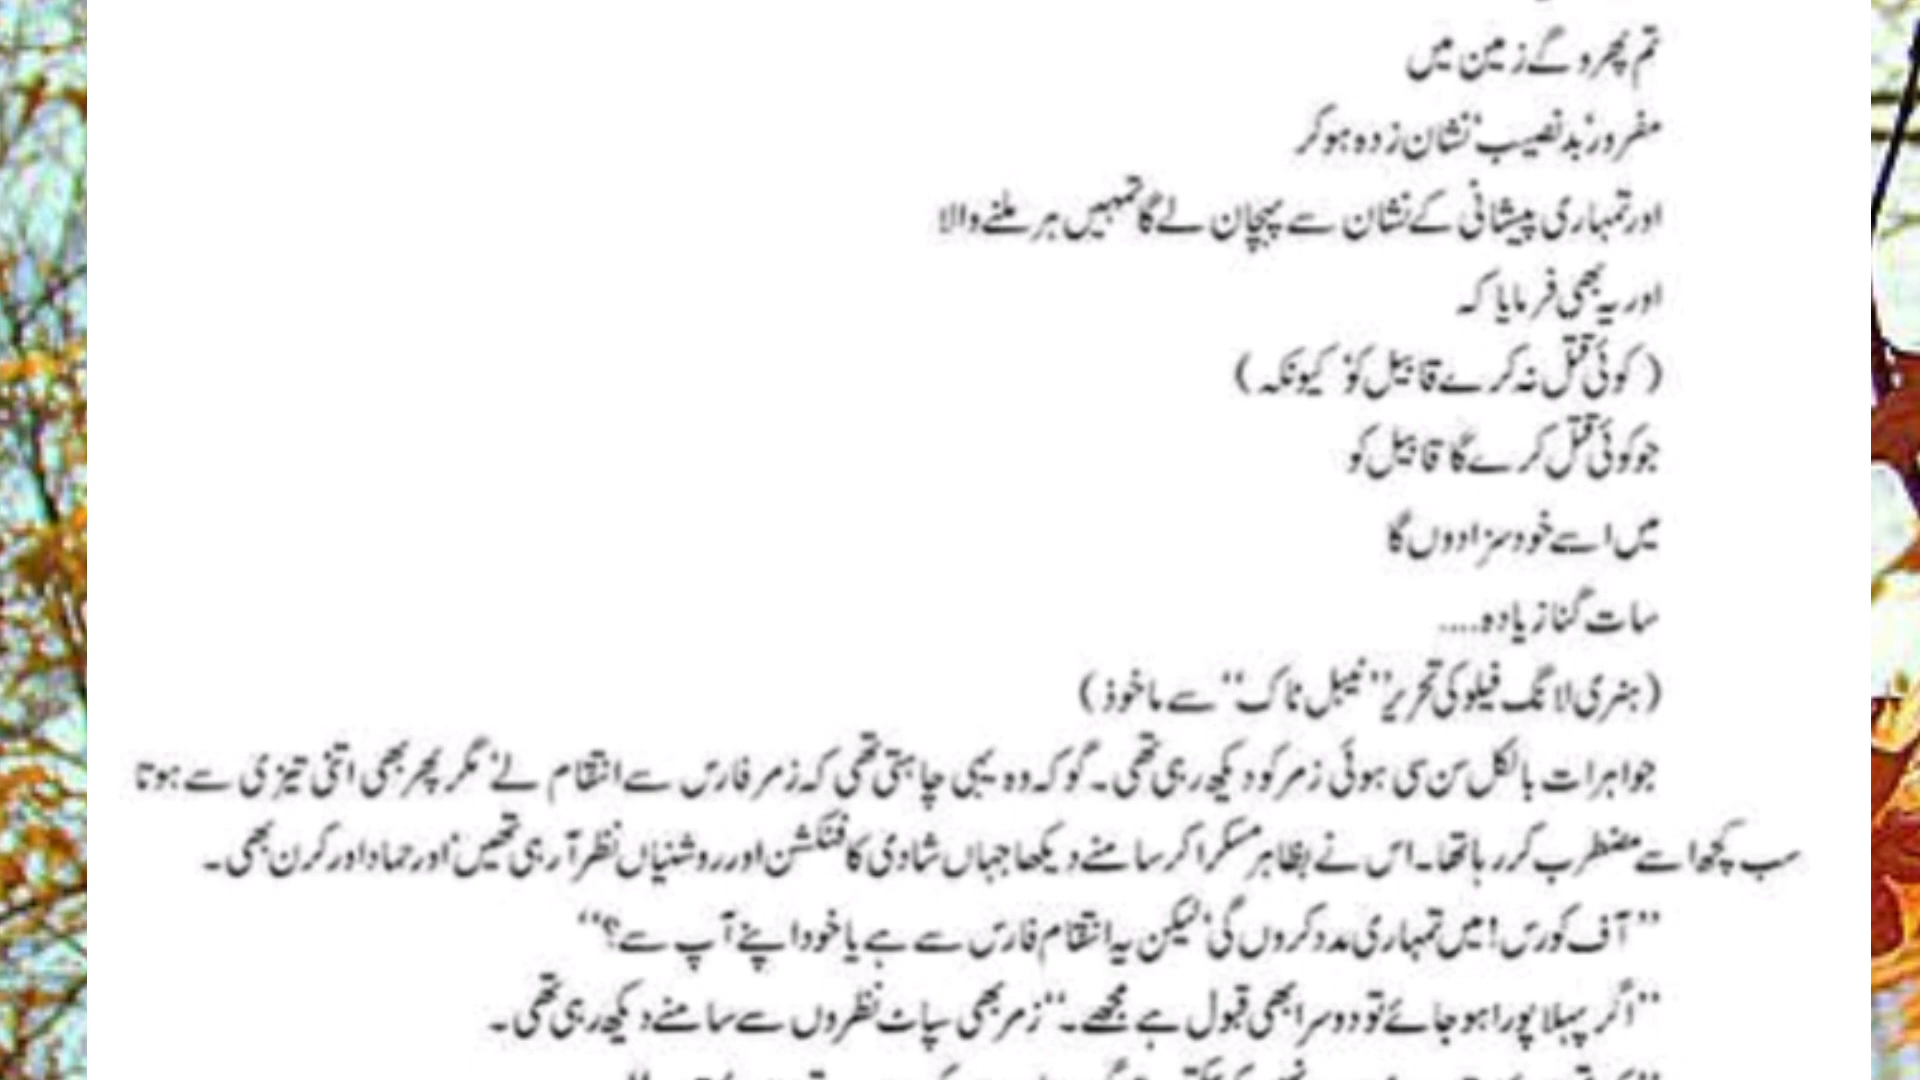 تم پھرو گے زمین میں
مفرور' بدنصیب' نشان زدہ ہو کر
اور تمہاری پیشانی کے نشان سے پہچان لے گا تمہیں ہر ملنے والا
اور یہ بھی فرمایا کہ
(کوئی قتل نہ کرے قابیل کو' کیونکہ)
جو کوئی قتل کرے گا قابیل کو
میں اسے خود سزا دوں گا
سات گنا زیادہ....
(ہنری لانگ فیلو کی تحریر ”ٹیبل ٹاک“ سے ماخوذ)
جواہرات بالکل سن سی ہوئی زمر کو دیکھ رہی تھی۔ گو کہ وہ یہی چاہتی تھی کہ زمر فارس سے انتقام لے' مگر پھر بھی اتنی تیزی سے ہوتا
سب کچھ اسے مضطرب کر رہا تھا۔ اس نے بظاہر مسکرا کر سامنے دیکھا جہاں شادی کا فنکشن اور روشنیاں نظر آ رہی تھیں' اور حماد اور کرن بھی۔
”آف کورس! میں تمہاری مدد کروں گی' لیکن یہ انتقام فارس سے ہے یا خود اپنے آپ سے؟“
”اگر پہلا پورا ہو جائے تو دوسرا بھی قبول ہے مجھے۔“ زمر بھی سپاٹ نظروں سے سامنے دیکھ رہی تھی۔